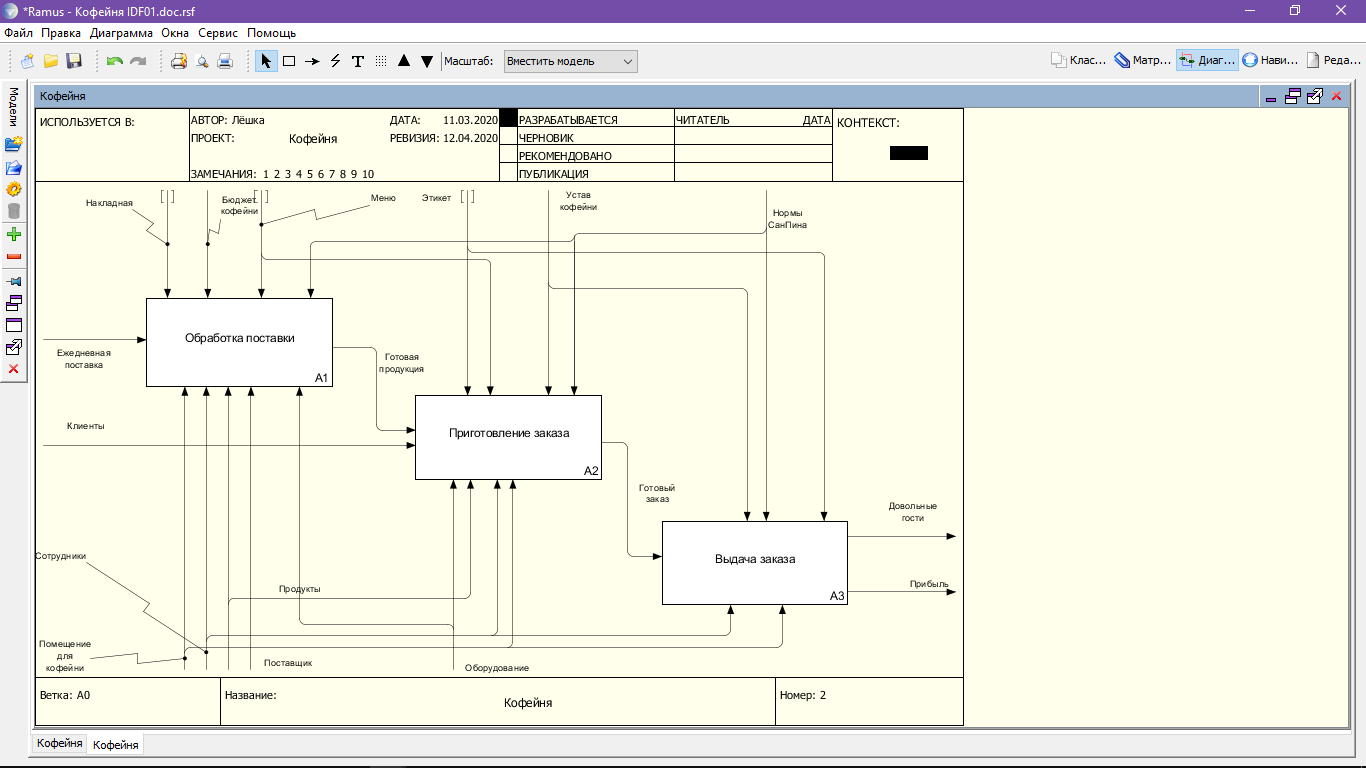 *Ramus - Кофейня IDF01.doc.rsf
Файл Правка Диаграмма Окна Сервис Помощь
Масштаб: Вместить модель
Клас... Матр... Диаг... Нави... Реда...
Модели
Кофейня
ИСПОЛЬЗУЕТСЯ В:
АВТОР: Лёшка
ДАТА: 11.03.2020
ПРОЕКТ: Кофейня
РЕВИЗИЯ: 12.04.2020
ЗАМЕЧАНИЯ: 1 2 3 4 5 6 7 8 9 10
РАЗРАБАТЫВАЕТСЯ
ЧЕРНОВИК
РЕКОМЕНДОВАНО
ПУБЛИКАЦИЯ
ЧИТАТЕЛЬ ДАТА
КОНТЕКСТ:
Накладная
Бюджет
кофейни
Меню
Этикет
Устав
кофейни
Нормы
СанПина
Обработка поставки
A1
Ежедневная
поставка
Готовая
продукция
Клиенты
Приготовление заказа
A2
Готовый
заказ
Довольные
гости
Выдача заказа
A3
Прибыль
Сотрудники
Продукты
Помещение
для
кофейни
Поставщик
Оборудование
Ветка: A0
Название:
Кофейня
Номер: 2
Кофейня Кофейня